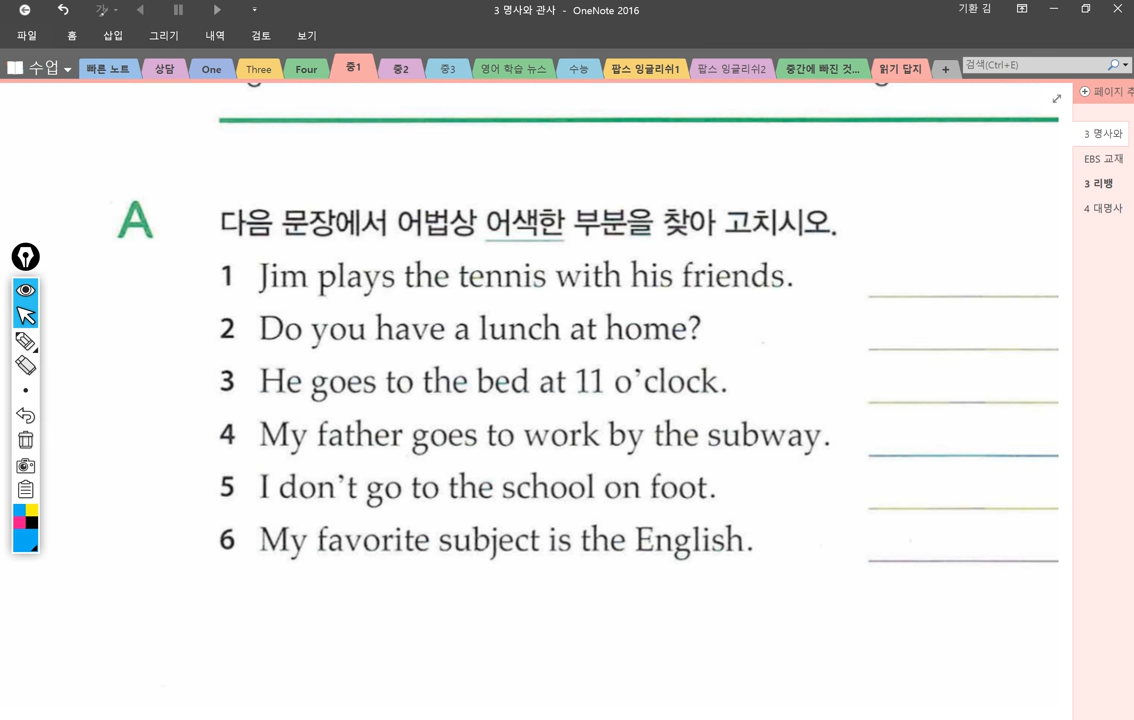 3 명사와 관사 - OneNote 2016
기환 김
파일 홈 삽입 그리기 내역 검토 보기
수업 빠른 노트 상담 One Three Four 중1 중2 중3 영어 학습 뉴스 수능 팝스 잉글리쉬1 팝스 잉글리쉬2 중간에 빠진 것... 읽기 답지 + 검색(Ctrl+E)
페이지 추
3 명사와
EBS 교재
3 리뱅
4 대명사
A 다음 문장에서 어법상 어색한 부분을 찾아 고치시오.
1 Jim plays the tennis with his friends.
2 Do you have a lunch at home?
3 He goes to the bed at 11 o’clock.
4 My father goes to work by the subway.
5 I don’t go to the school on foot.
6 My favorite subject is the English.